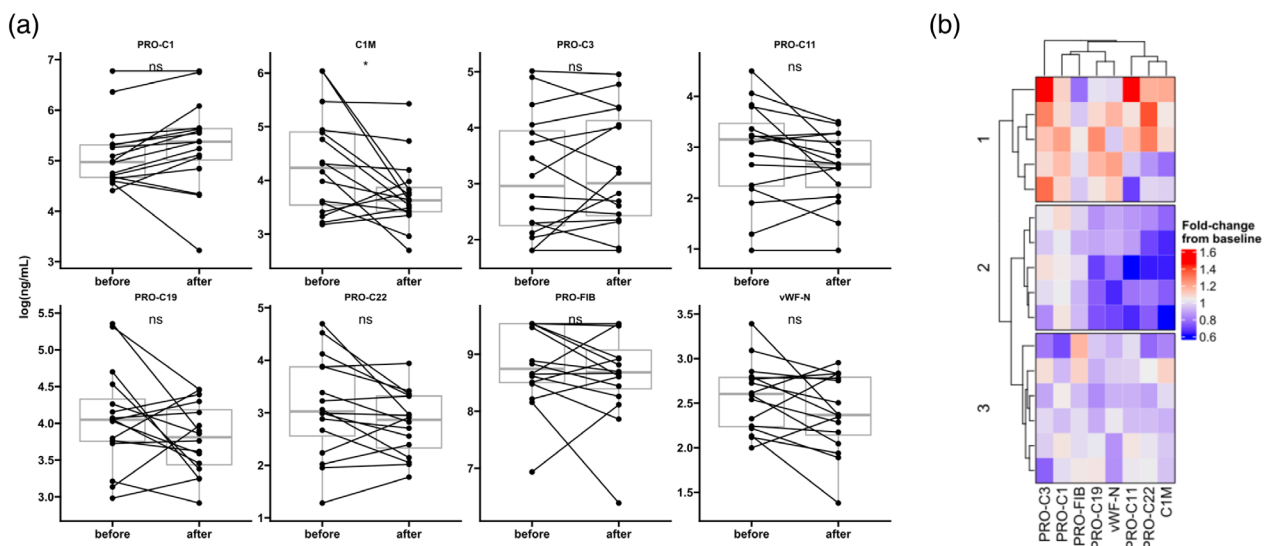 (a)
(b)
PRO-C1
C1M
PRO-C3
PRO-C11
ns
*
ns
ns
7
6
5
4
3
6
5
4
3
5
4
3
2
4
3
2
1
before after
before after
before after
before after
log(ng/mL)
PRO-C19
PRO-C22
PRO-FIB
vWF-N
ns
ns
ns
ns
5.5
5.0
4.5
4.0
3.5
3.0
5
4
3
2
1
9
8
7
3.5
3.0
2.5
2.0
1.5
before after
before after
before after
before after
1
2
3
Fold-change
from baseline
1.6
1.4
1.2
1
0.8
0.6
PRO-C3
PRO-C1
PRO-FIB
PRO-C19
vWF-N
PRO-C11
PRO-C22
C1M